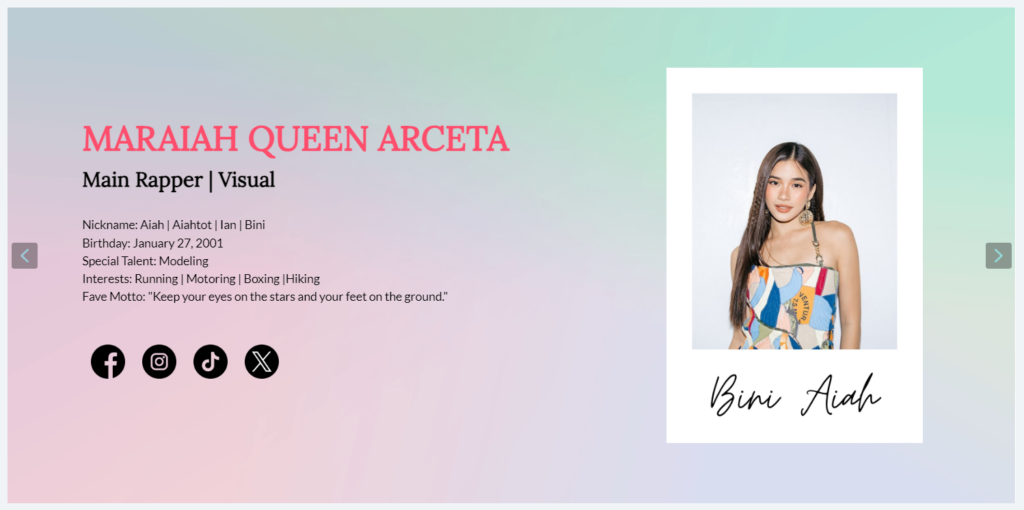 MARAIAH QUEEN ARCETA
Main Rapper | Visual
Nickname: Aiah | Aiahtot | Ian | Bini
Birthday: January 27, 2001
Special Talent: Modeling
Interests: Running | Motoring | Boxing |Hiking
Fave Motto: "Keep your eyes on the stars and your feet on the ground."
Bini Aiah